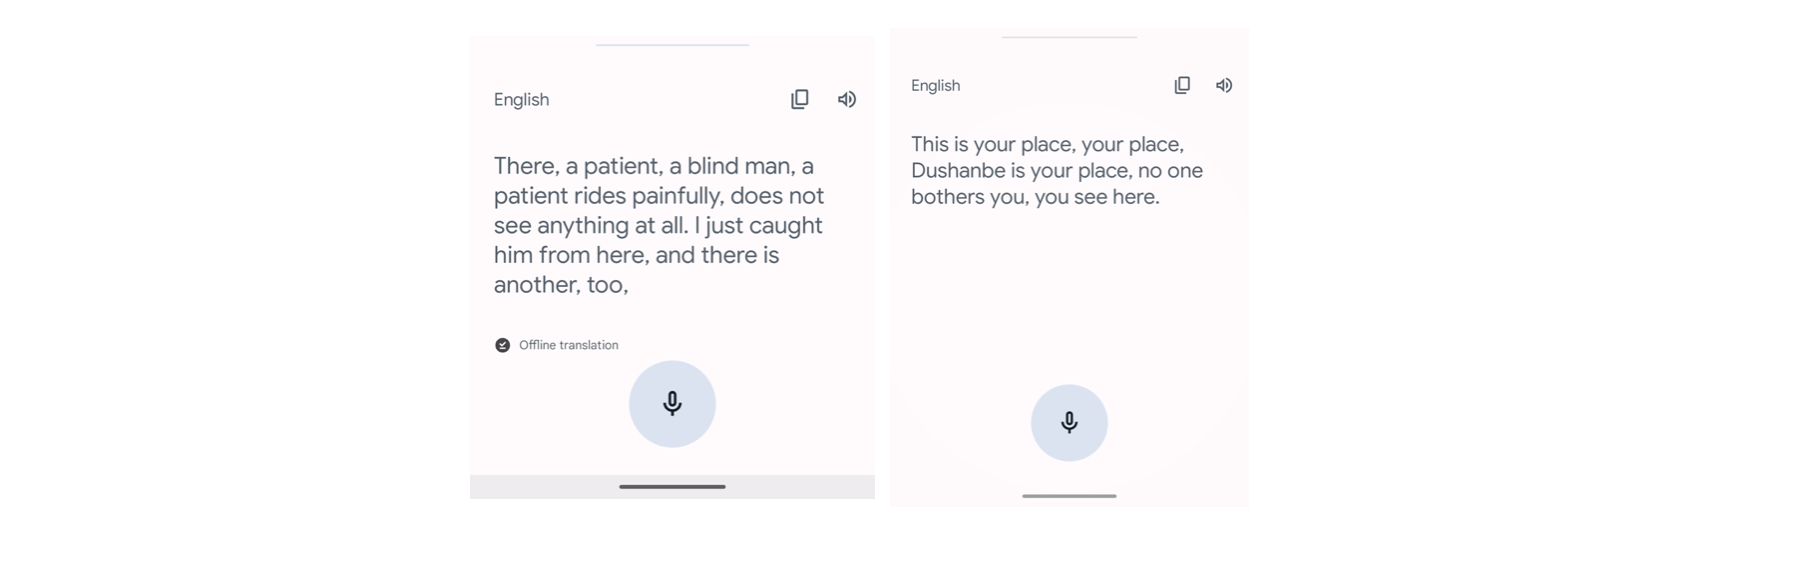 English
There, a patient, a blind man, a
patient rides painfully, does not
see anything at all. I just caught
him from here, and there is
another, too,
Offline translation
English
This is your place, your place,
Dushanbe is your place, no one
bothers you, you see here.